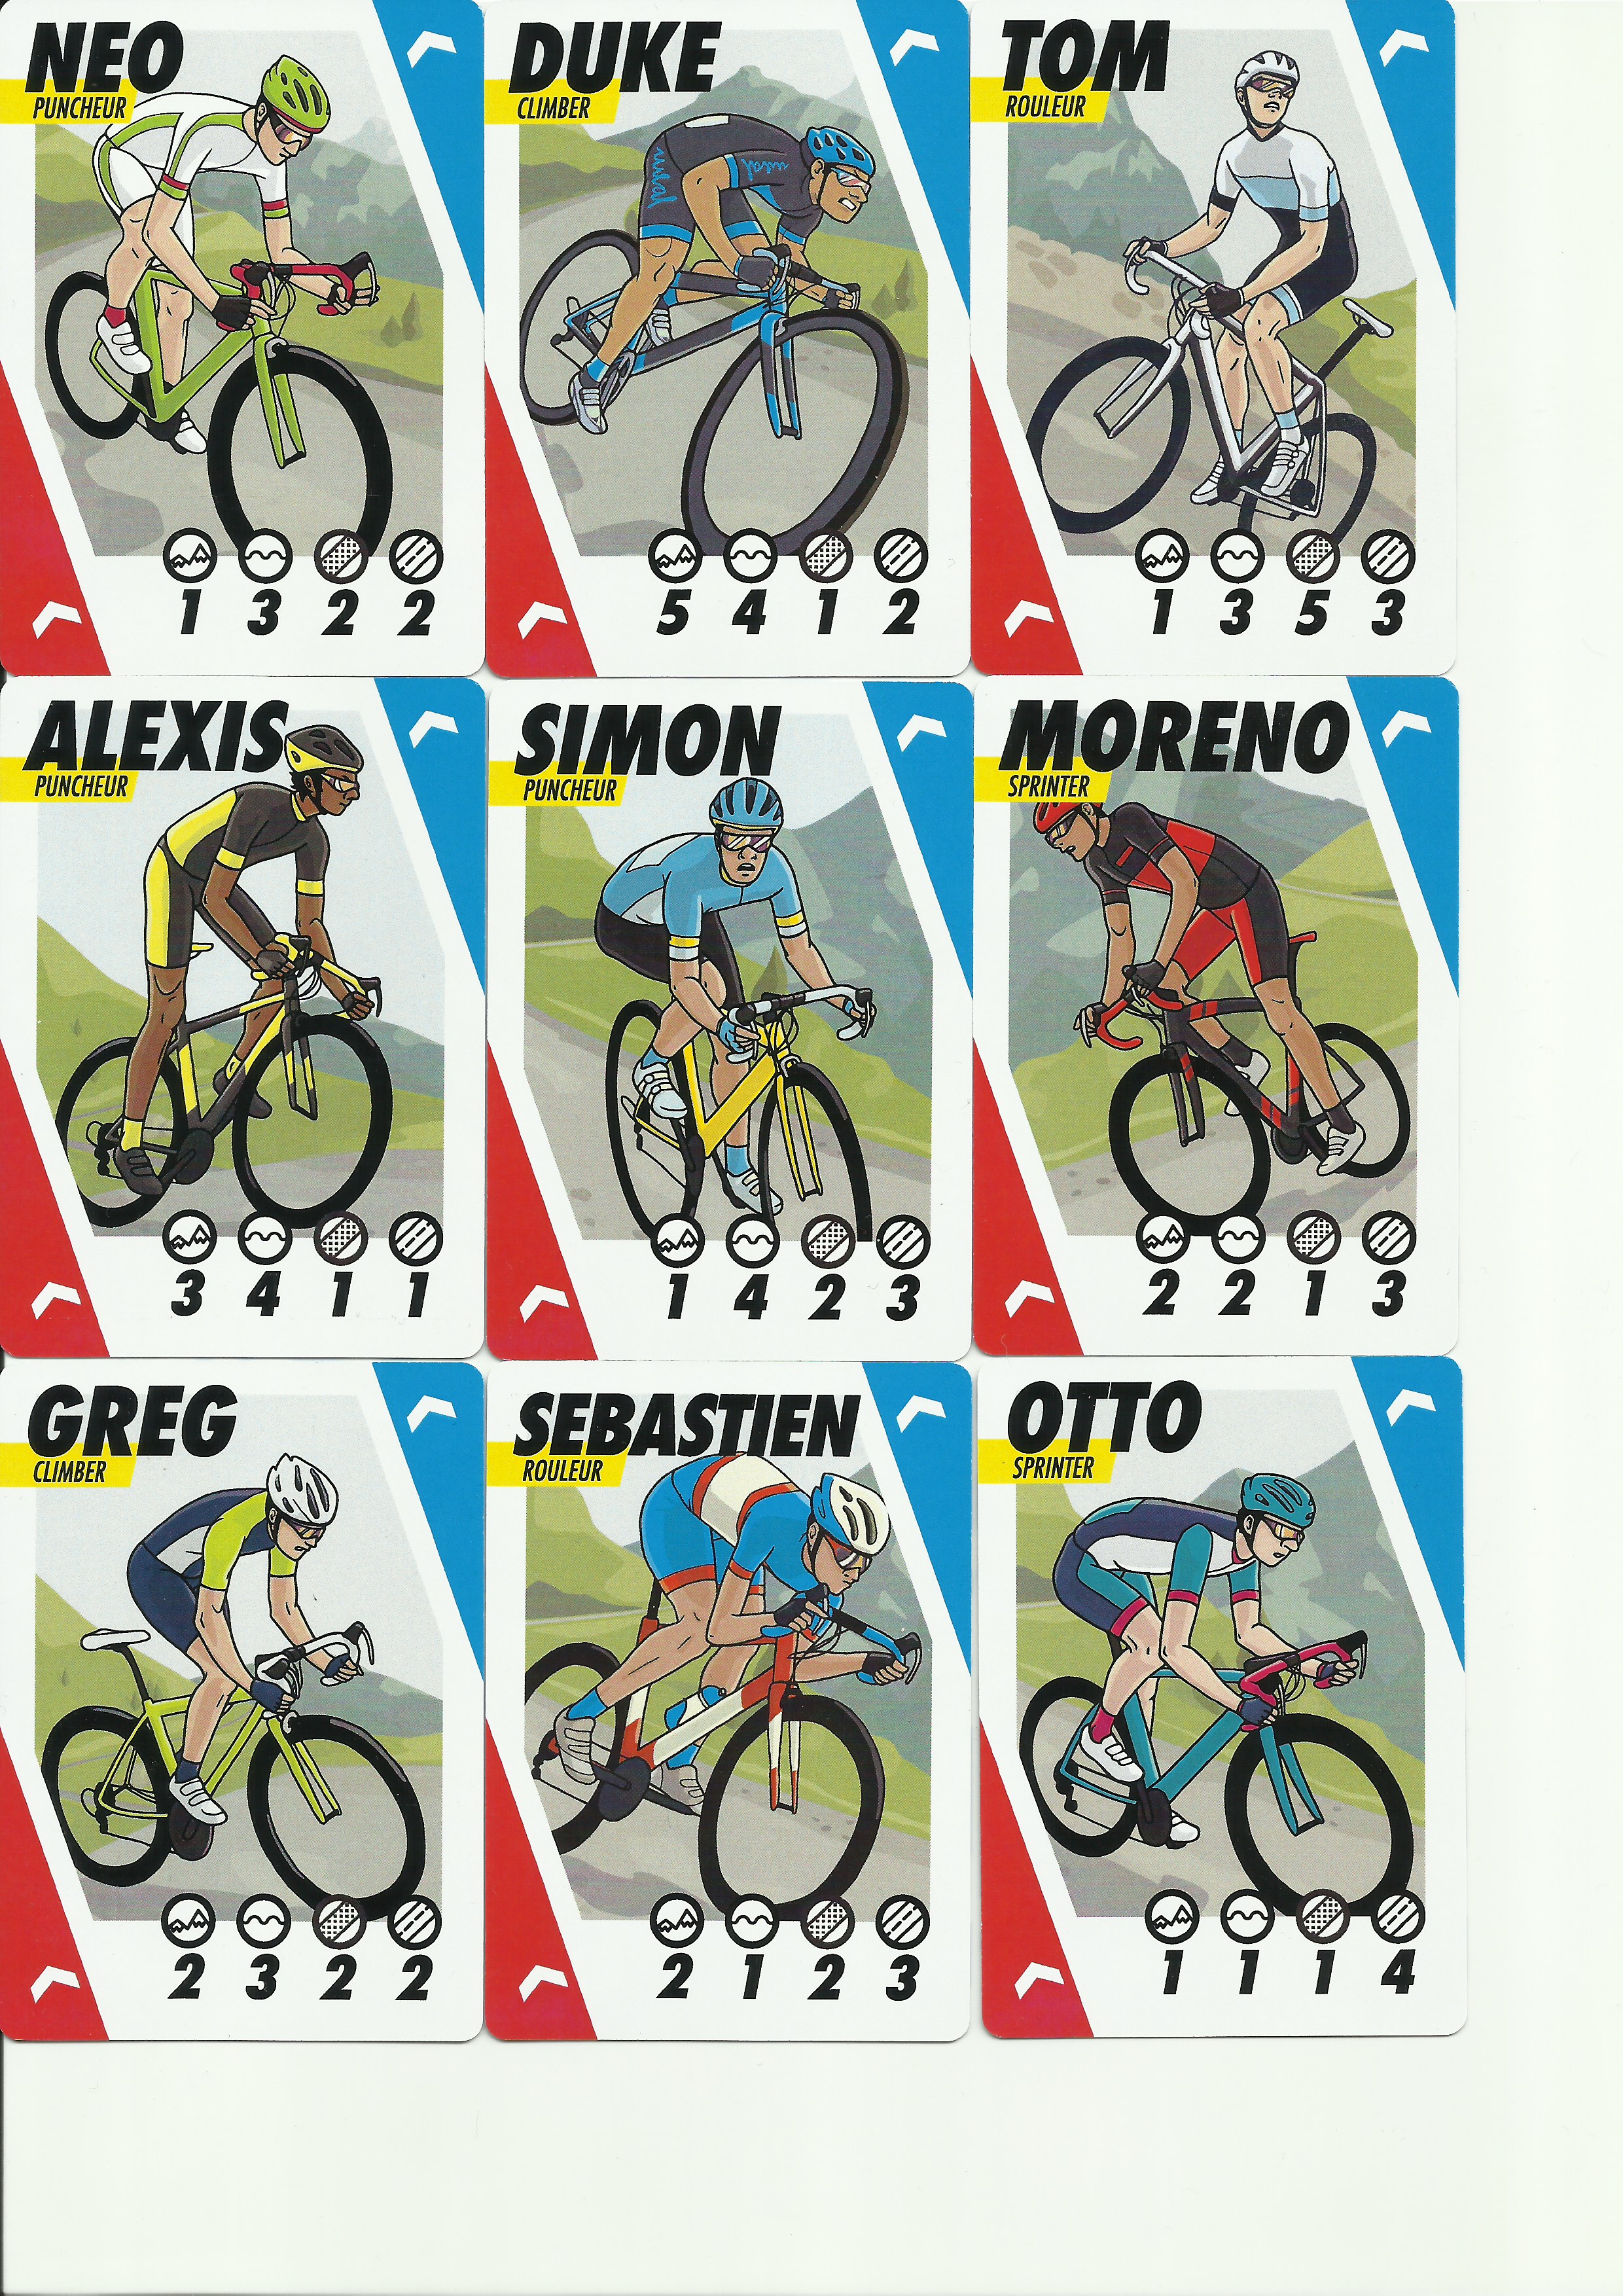 NEO
PUNCHEUR
1 3 2 2
DUKE
CLIMBER
5 4 1 2
TOM
ROULEUR
1 3 5 3
ALEXIS
PUNCHEUR
3 4 1 1
SIMON
PUNCHEUR
1 4 2 3
MORENO
SPRINTER
2 2 1 3
GREG
CLIMBER
2 3 2 2
SEBASTIEN
ROULEUR
2 1 2 3
OTTO
SPRINTER
1 1 1 4